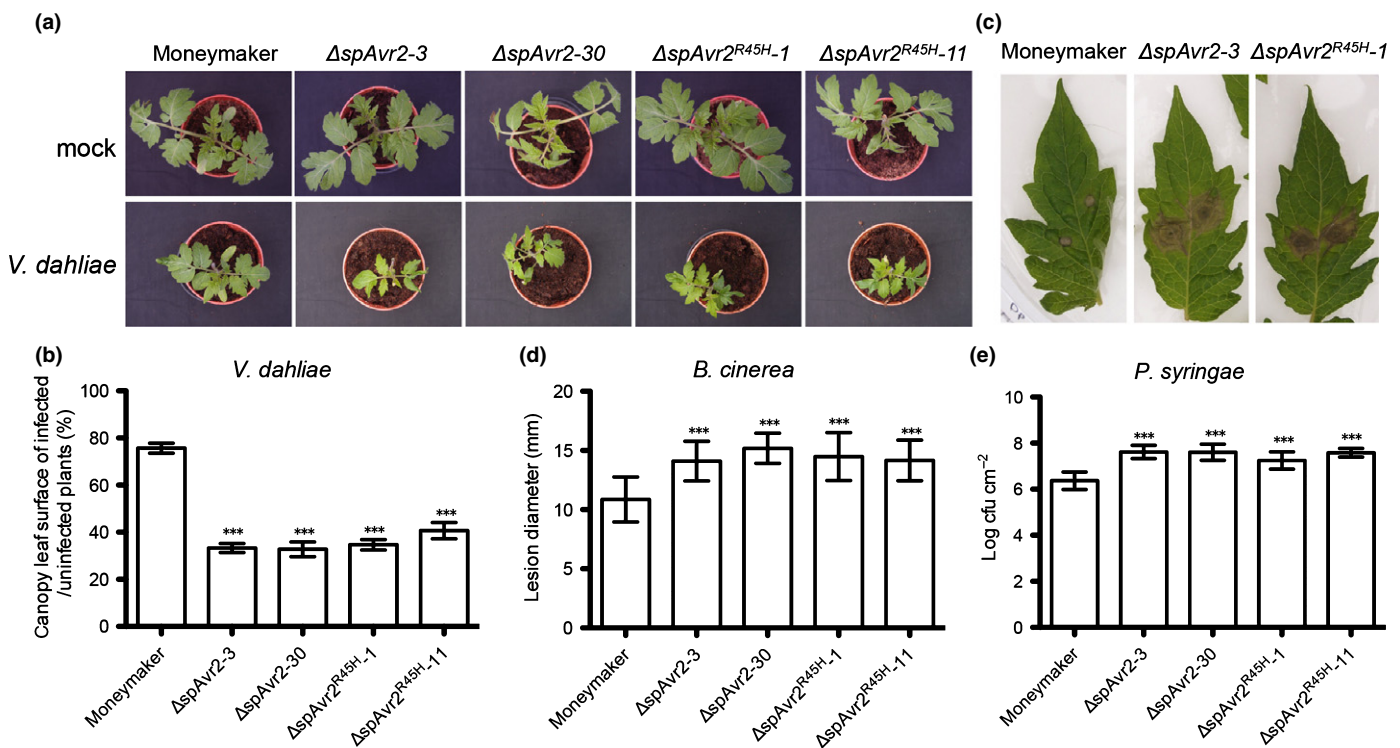 (a)
Moneymaker ΔspAvr2-3 ΔspAvr2-30 ΔspAvr2R45H-1 ΔspAvr2R45H-11
mock
V. dahliae
(c)
Moneymaker ΔspAvr2-3 ΔspAvr2R45H-1
(b)
V. dahliae
Canopy leaf surface of infected
/uninfected plants (%)
100
80
60
40
20
0
*** *** *** ***
Moneymaker
ΔspAvr2-3
ΔspAvr2-30
ΔspAvr2R45H-1
ΔspAvr2R45H-11
(d)
B. cinerea
Lesion diameter (mm)
20
15
10
5
0
*** *** *** ***
Moneymaker
ΔspAvr2-3
ΔspAvr2-30
ΔspAvr2R45H-1
ΔspAvr2R45H-11
(e)
P. syringae
Log cfu cm–2
10
8
6
4
2
0
*** *** *** ***
Moneymaker
ΔspAvr2-3
ΔspAvr2-30
ΔspAvr2R45H-1
ΔspAvr2R45H-11